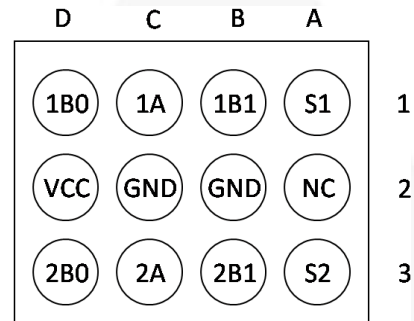 D C B A
1B0 1A 1B1 S1 1
VCC GND GND NC 2
2B0 2A 2B1 S2 3